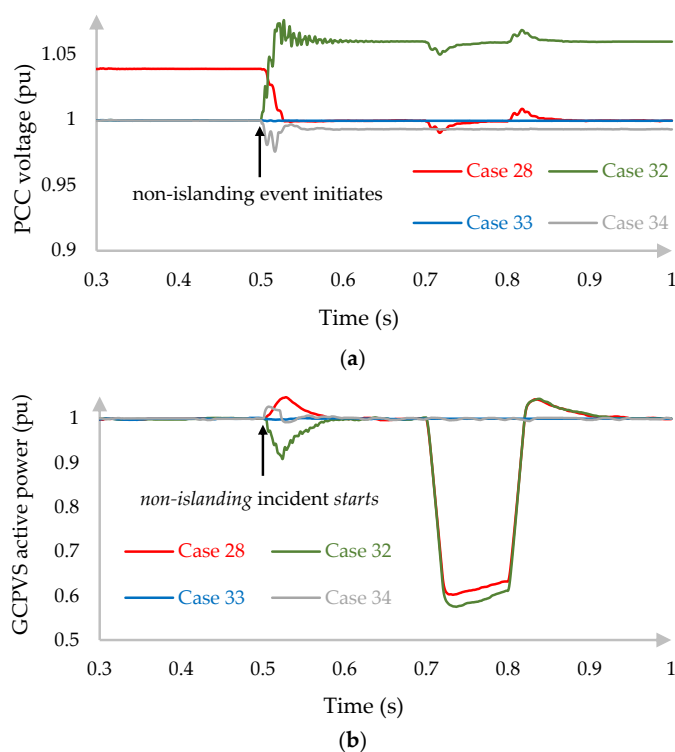 PCC voltage (pu)
1.05
1
0.95
0.9
non-islanding event initiates
Case 28
Case 32
Case 33
Case 34
0.3 0.4 0.5 0.6 0.7 0.8 0.9 1
Time (s)
(a)
GCPVS active power (pu)
1
0.9
0.8
0.7
0.6
0.5
non-islanding incident starts
Case 28
Case 32
Case 33
Case 34
0.3 0.4 0.5 0.6 0.7 0.8 0.9 1
Time (s)
(b)